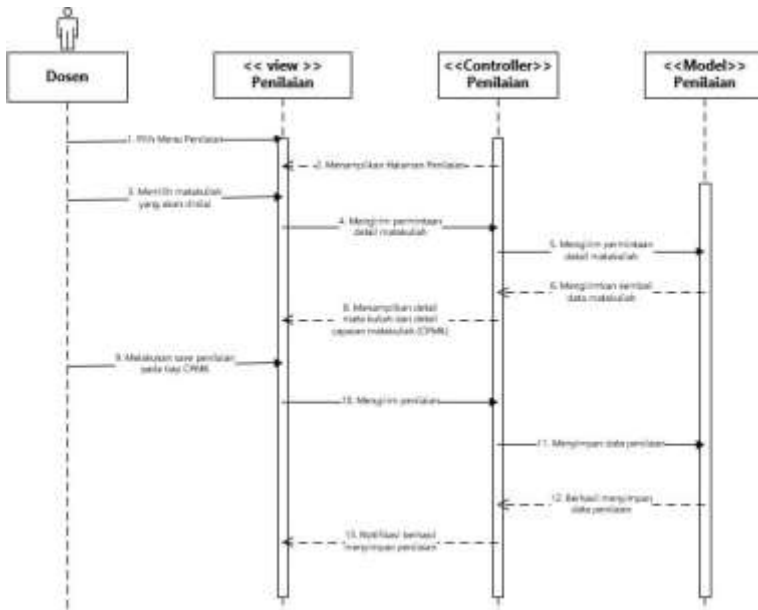 Dosen
<< view >>
Penilaian
<<Controller>>
Penilaian
<<Model>>
Penilaian
1. Pilih Menu Penilaian
2. Menampilkan Halaman Penilaian
3. Memilih matakuliah
yang akan dinilai
4. Mengirim permintaan
detail matakuliah
5. Mengirim permintaan
detail matakuliah
6. Mengirimkan kembali
data matakuliah
8. Menampilkan detail
mata kuliah dan detail
capaian matakuliah (CPMK)
9. Melakukan save penilaian
pada tiap CPMK
10. Mengirim penilaian
11. Menyimpan data penilaian
12. Berhasil menyimpan
data penilaian
13. Notifikasi berhasil
menyimpan penilaian